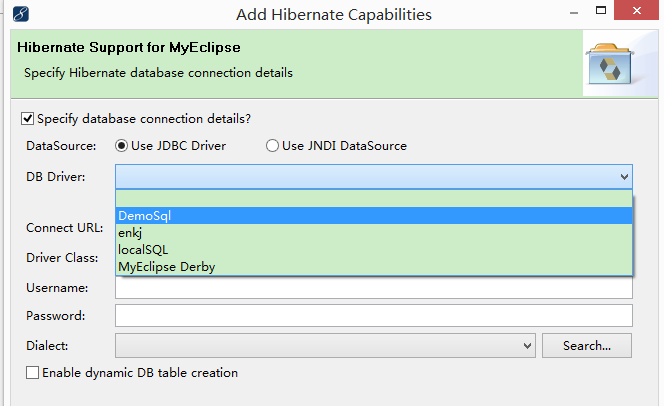 Add Hibernate Capabilities
Hibernate Support for MyEclipse
Specify Hibernate database connection details
Specify database connection details?
DataSource: Use JDBC Driver Use JNDI DataSource
DB Driver:
DemoSql
enkj
localSQL
MyEclipse Derby
Connect URL:
Driver Class:
Username:
Password:
Dialect: Search...
Enable dynamic DB table creation